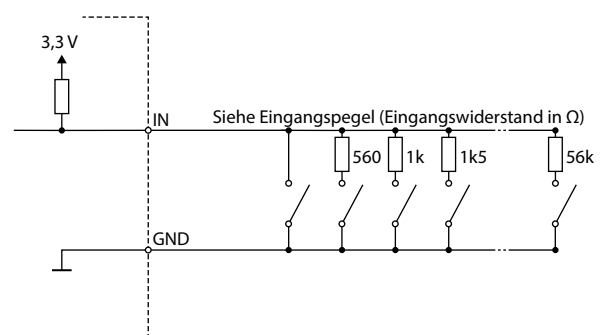 3,3 V
IN
Siehe Eingangspegel (Eingangswiderstand in Ω)
560
1k
1k5
56k
GND